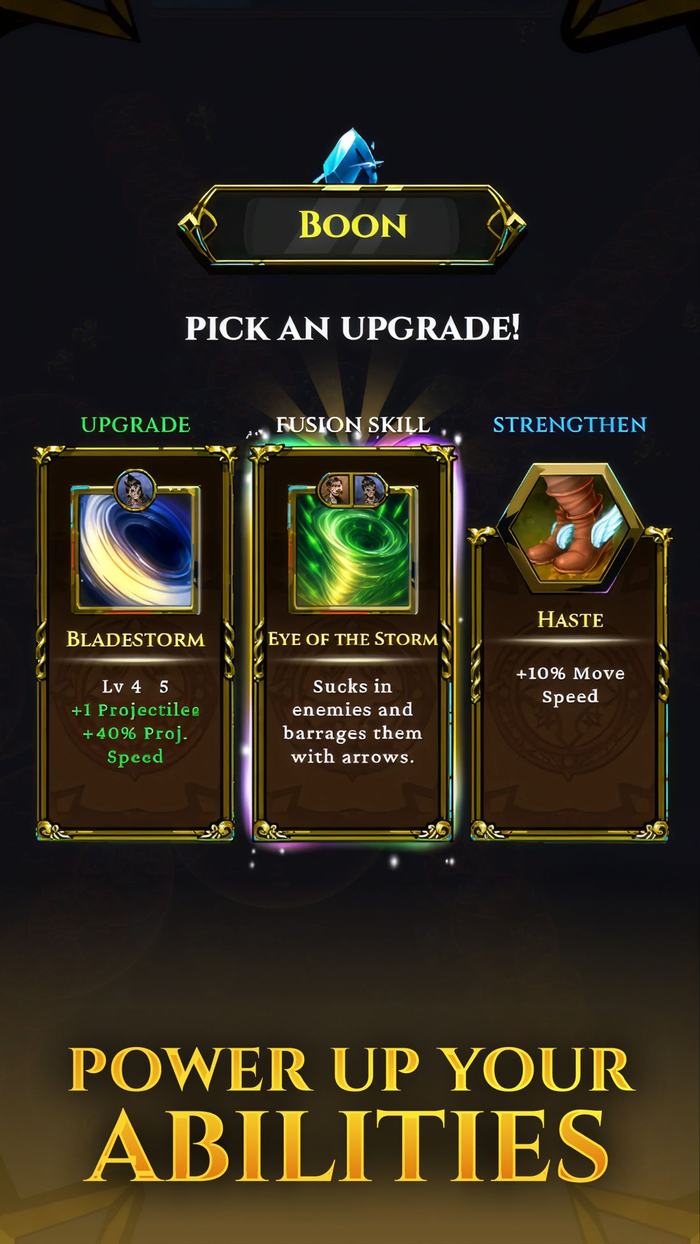 BOON
PICK AN UPGRADE!
UPGRADE
BLADESTORM
Lv 4 5
+1 Projectiles
+40% Proj.
Speed
FUSION SKILL
EYE OF THE STORM
Sucks in
enemies and
barrages them
with arrows.
STRENGTHEN
HASTE
+10% Move
Speed
POWER UP YOUR
ABILITIES